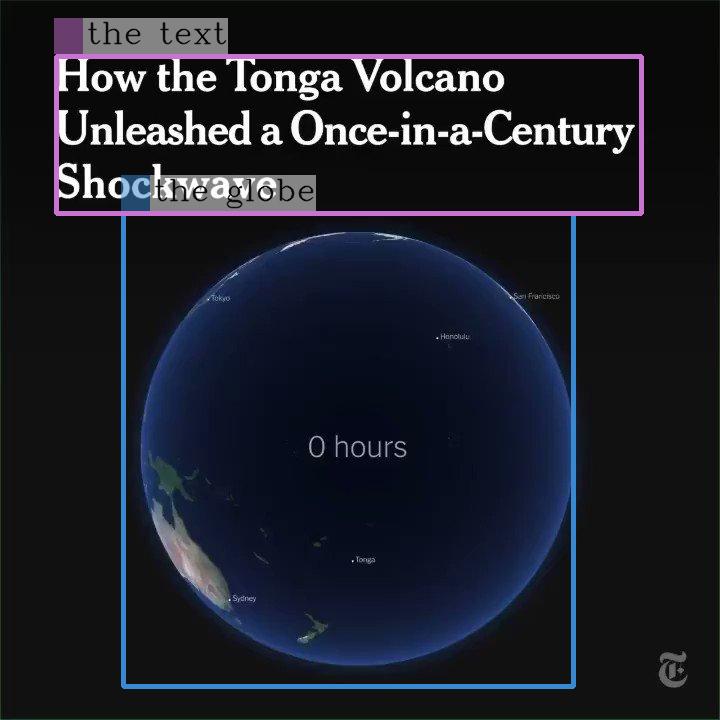 the text
How the Tonga Volcano
Unleashed a Once-in-a-Century
Shockwave
the globe
Tokyo
San Francisco
Honolulu
0 hours
Tonga
Sydney
T